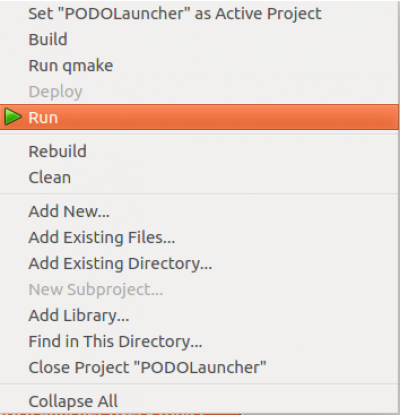 Set "PODOLauncher" as Active Project
Build
Run qmake
Deploy
Run
Rebuild
Clean
Add New...
Add Existing Files...
Add Existing Directory...
New Subproject...
Add Library...
Find in This Directory...
Close Project "PODOLauncher"
Collapse All